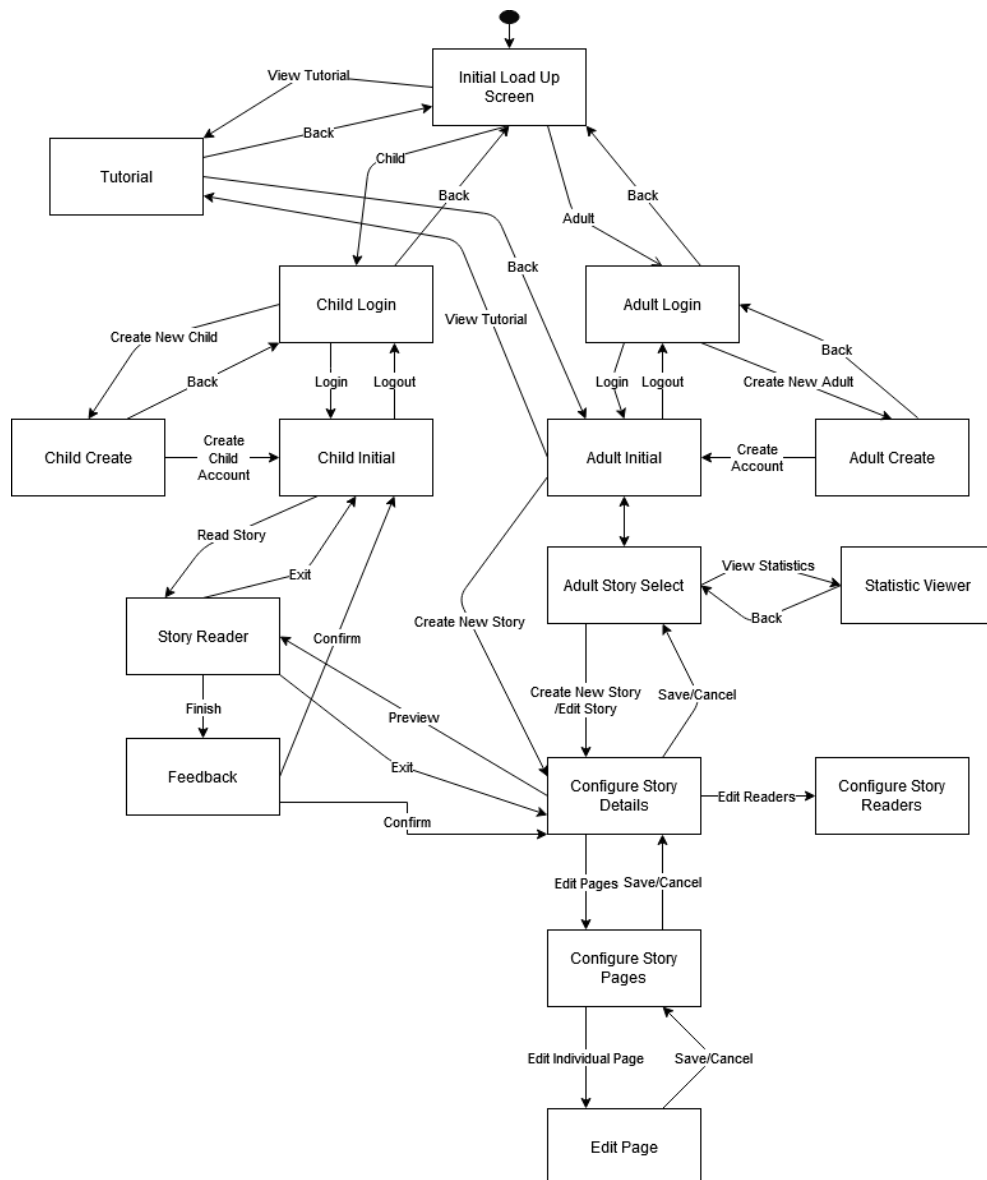 Initial Load Up
Screen
View Tutorial
Back
Tutorial
Child
Back
Adult
Back
Back
Child Login
Adult Login
View Tutorial
Create New Child
Back
Login
Logout
Login
Logout
Back
Create New Adult
Child Create
Create
Child
Account
Child Initial
Adult Initial
Create
Account
Adult Create
Read Story
Exit
Adult Story Select
View Statistics
Back
Statistic Viewer
Story Reader
Confirm
Create New Story
Finish
Preview
Create New Story
/Edit Story
Save/Cancel
Feedback
Exit
Confirm
Configure Story
Details
Edit Readers
Configure Story
Readers
Edit Pages
Save/Cancel
Configure Story
Pages
Edit Individual Page
Save/Cancel
Edit Page